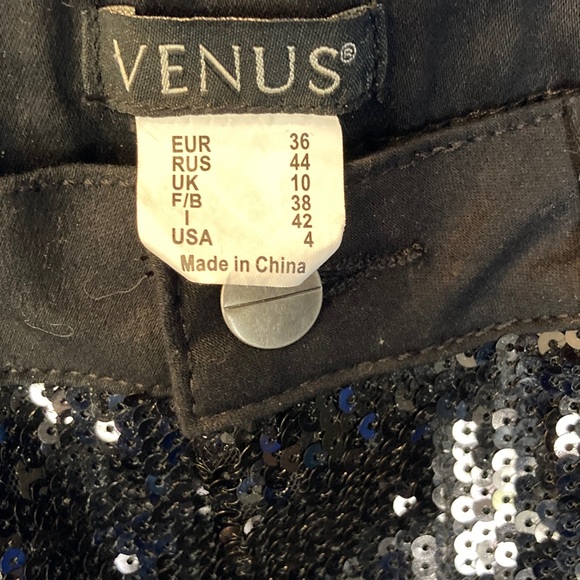 VENUS®
EUR 36
RUS 44
UK 10
F/B 38
I 42
USA 4
Made in China